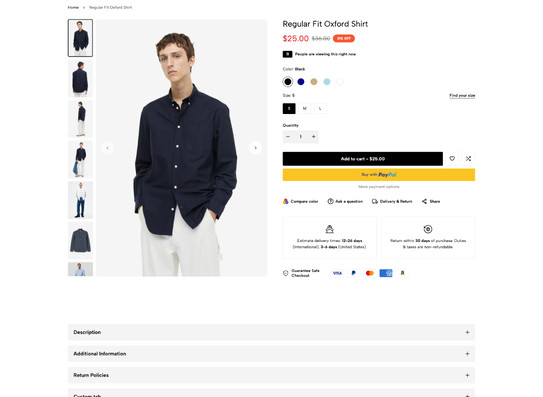 Home
Regular Fit Oxford Shirt
Regular Fit Oxford Shirt
$25.00 $36.00 31% OFF
People are viewing this right now
Color: Black
Size: S
Find your size
S M L
Quantity
− 1 +
Add to cart • $25.00
Buy with PayPal
More payment options
Compare color
Ask a question
Delivery & Return
Share
Estimate delivery times: 12-26 days
(International), 3-6 days (United States).
Return within 30 days of purchase. Duties
& taxes are non-refundable.
Guarantee Safe
Checkout
VISA
Description +
Additional Information +
Return Policies +
Custom tab